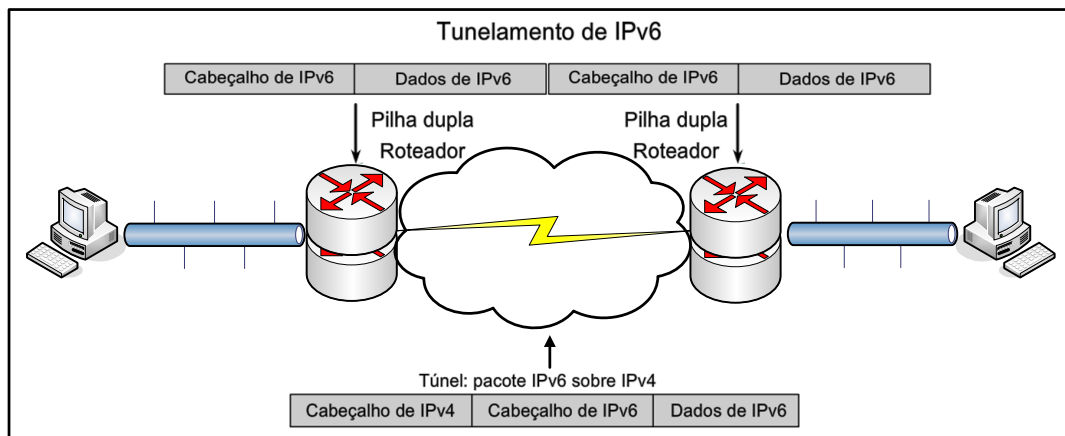 Tunelamento de IPv6
Cabeçalho de IPv6 Dados de IPv6 Cabeçalho de IPv6 Dados de IPv6
Pilha dupla
Roteador
Pilha dupla
Roteador
Túnel: pacote IPv6 sobre IPv4
Cabeçalho de IPv4 Cabeçalho de IPv6 Dados de IPv6